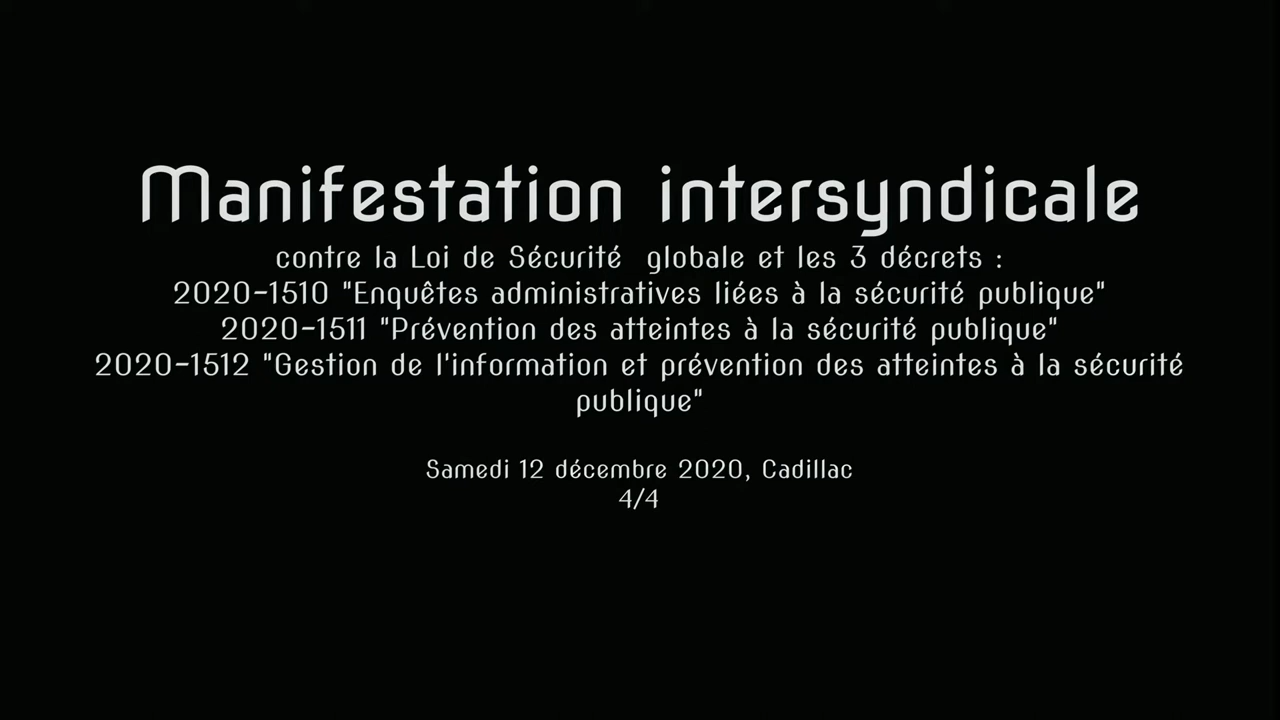 Manifestation intersyndicale
contre la Loi de Sécurité globale et les 3 décrets :
2020-1510 "Enquêtes administratives liées à la sécurité publique"
2020-1511 "Prévention des atteintes à la sécurité publique"
2020-1512 "Gestion de l'information et prévention des atteintes à la sécurité
publique"
Samedi 12 décembre 2020, Cadillac
4/4